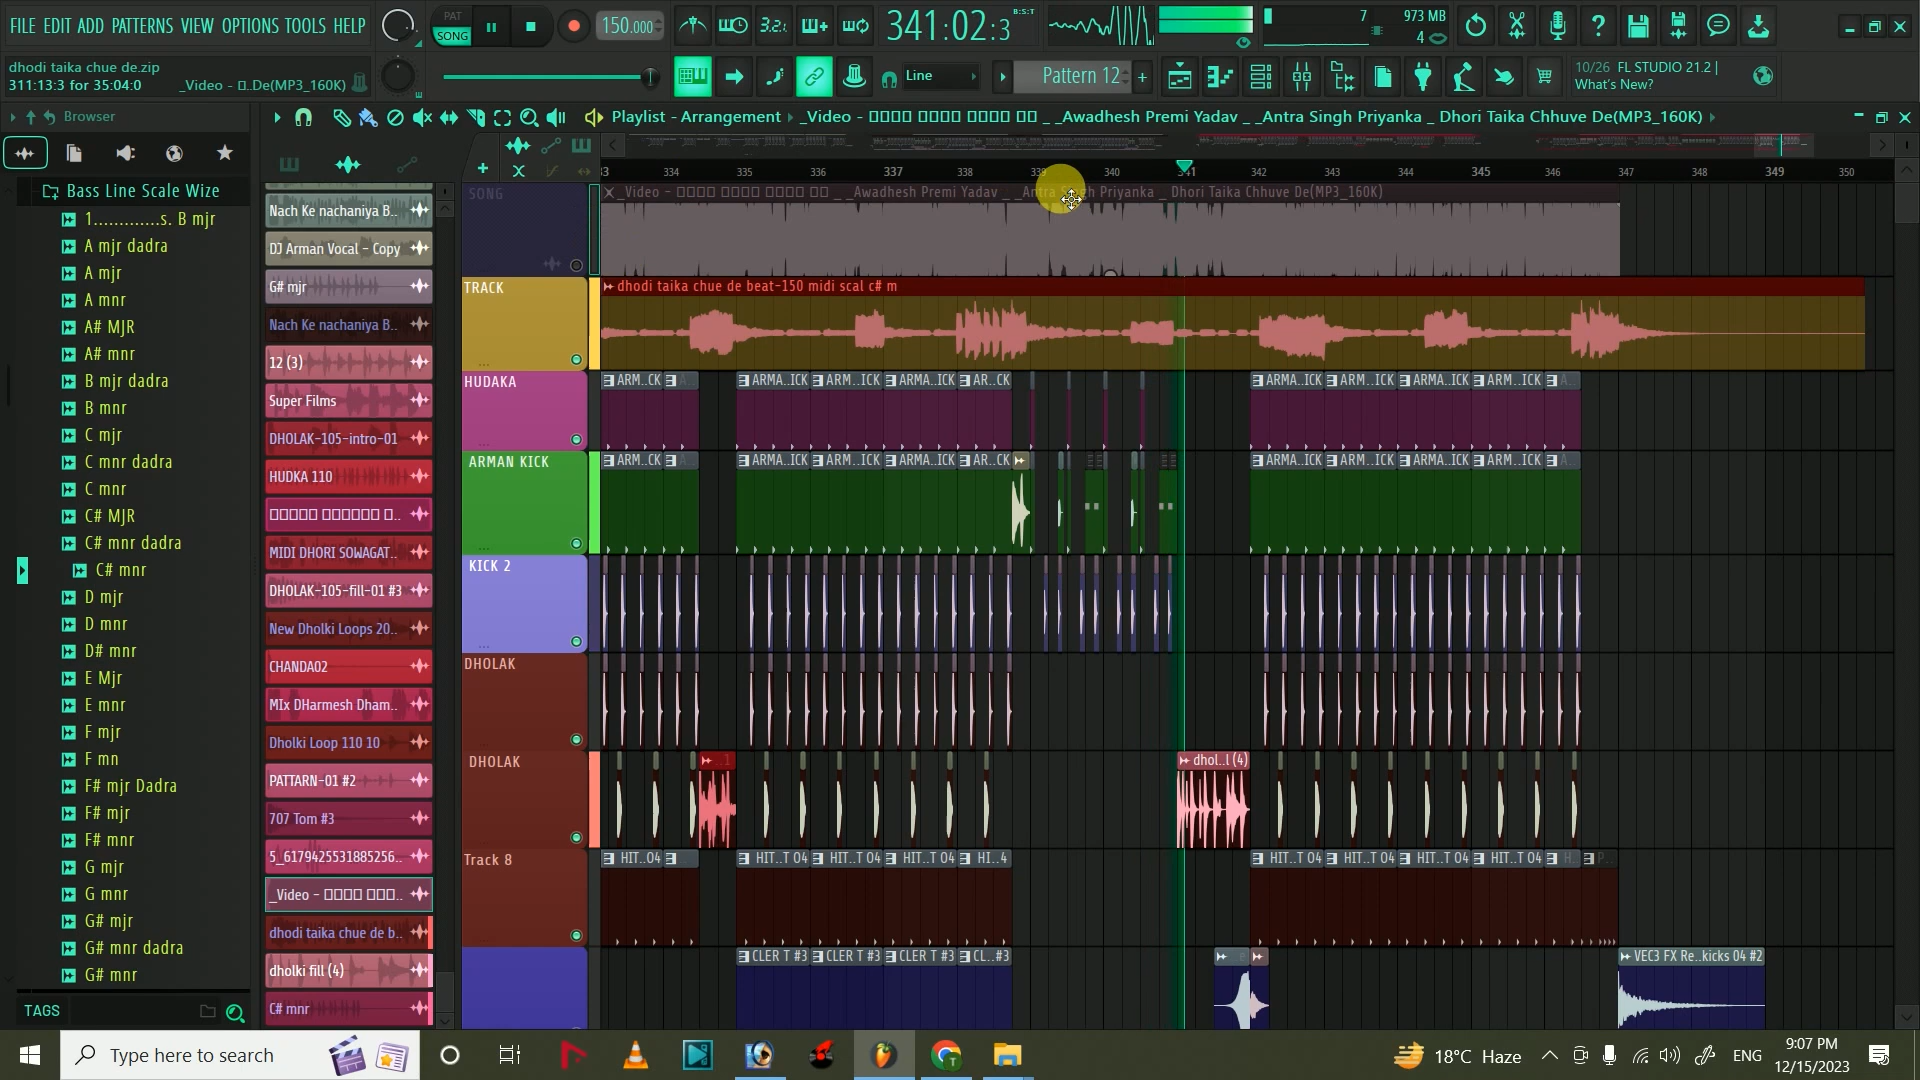 FILE EDIT ADD PATTERNS VIEW OPTIONS TOOLS HELP
PAT
SONG
150.000
3.2.1
341:02:3
B:S:T
7
973 MB
4
dhodi taika chue de.zip
311:13:3 for 35:04:0
_Video - □..De(MP3_160K)
Line
Pattern 12
10/26 FL STUDIO 21.2 |
What's New?
Browser
Playlist - Arrangement
_Video - □□□□ □□□□ □□□□ □□ _ _Awadhesh Premi Yadav _ _Antra Singh Priyanka _ Dhori Taika Chhuve De(MP3_160K)
Bass Line Scale Wize
1.............s. B mjr
A mjr dadra
A mjr
A mnr
A# MJR
A# mnr
B mjr dadra
B mnr
C mjr
C mnr dadra
C mnr
C# MJR
C# mnr dadra
C# mnr
D mjr
D mnr
D# mnr
E Mjr
E mnr
F mjr
F mn
F# mjr Dadra
F# mjr
F# mnr
G mjr
G mnr
G# mjr
G# mnr dadra
G# mnr
TAGS
Nach Ke nachaniya B..
DJ Arman Vocal - Copy
G# mjr
Nach Ke nachaniya B..
12 (3)
Super Films
DHOLAK-105-intro-01
HUDKA 110
□□□□□ □□□□□□ □..
MIDI DHORI SOWAGAT..
DHOLAK-105-fill-01 #3
New Dholki Loops 20..
CHANDA02
MIx DHarmesh Dham..
Dholki Loop 110 10
PATTARN-01 #2
707 Tom #3
5_6179425531885256..
_Video - □□□□ □□□..
dhodi taika chue de b..
dholki fill (4)
C# mnr
33 334 335 336 337 338 339 340 341 342 343 344 345 346 347 348 349 350
SONG
_Video - □□□□ □□□□ □□□□ □□ _ _Awadhesh Premi Yadav _ _Antra Singh Priyanka _ Dhori Taika Chhuve De(MP3_160K)
TRACK
dhodi taika chue de beat-150 midi scal c# m
HUDAKA
ARM..CK A.. ARMA..ICK ARM..ICK ARMA..ICK AR..CK ARMA..ICK ARM..ICK ARMA..ICK ARM..ICK A..
ARMAN KICK
ARM..CK A.. ARMA..ICK ARM..ICK ARMA..ICK AR..CK ARMA..ICK ARM..ICK ARMA..ICK ARM..ICK A..
KICK 2
DHOLAK
DHOLAK
..1
dhol..l (4)
Track 8
HIT..04 HIT..T 04 HIT..T 04 HIT..T 04 HI..4 HIT..T 04 HIT..T 04 HIT..T 04 HIT..T 04 H.. P..
CLER T #3 CLER T #3 CLER T #3 CL..#3
VEC3 FX Re..kicks 04 #2
Type here to search
18°C Haze
ENG
9:07 PM
12/15/2023